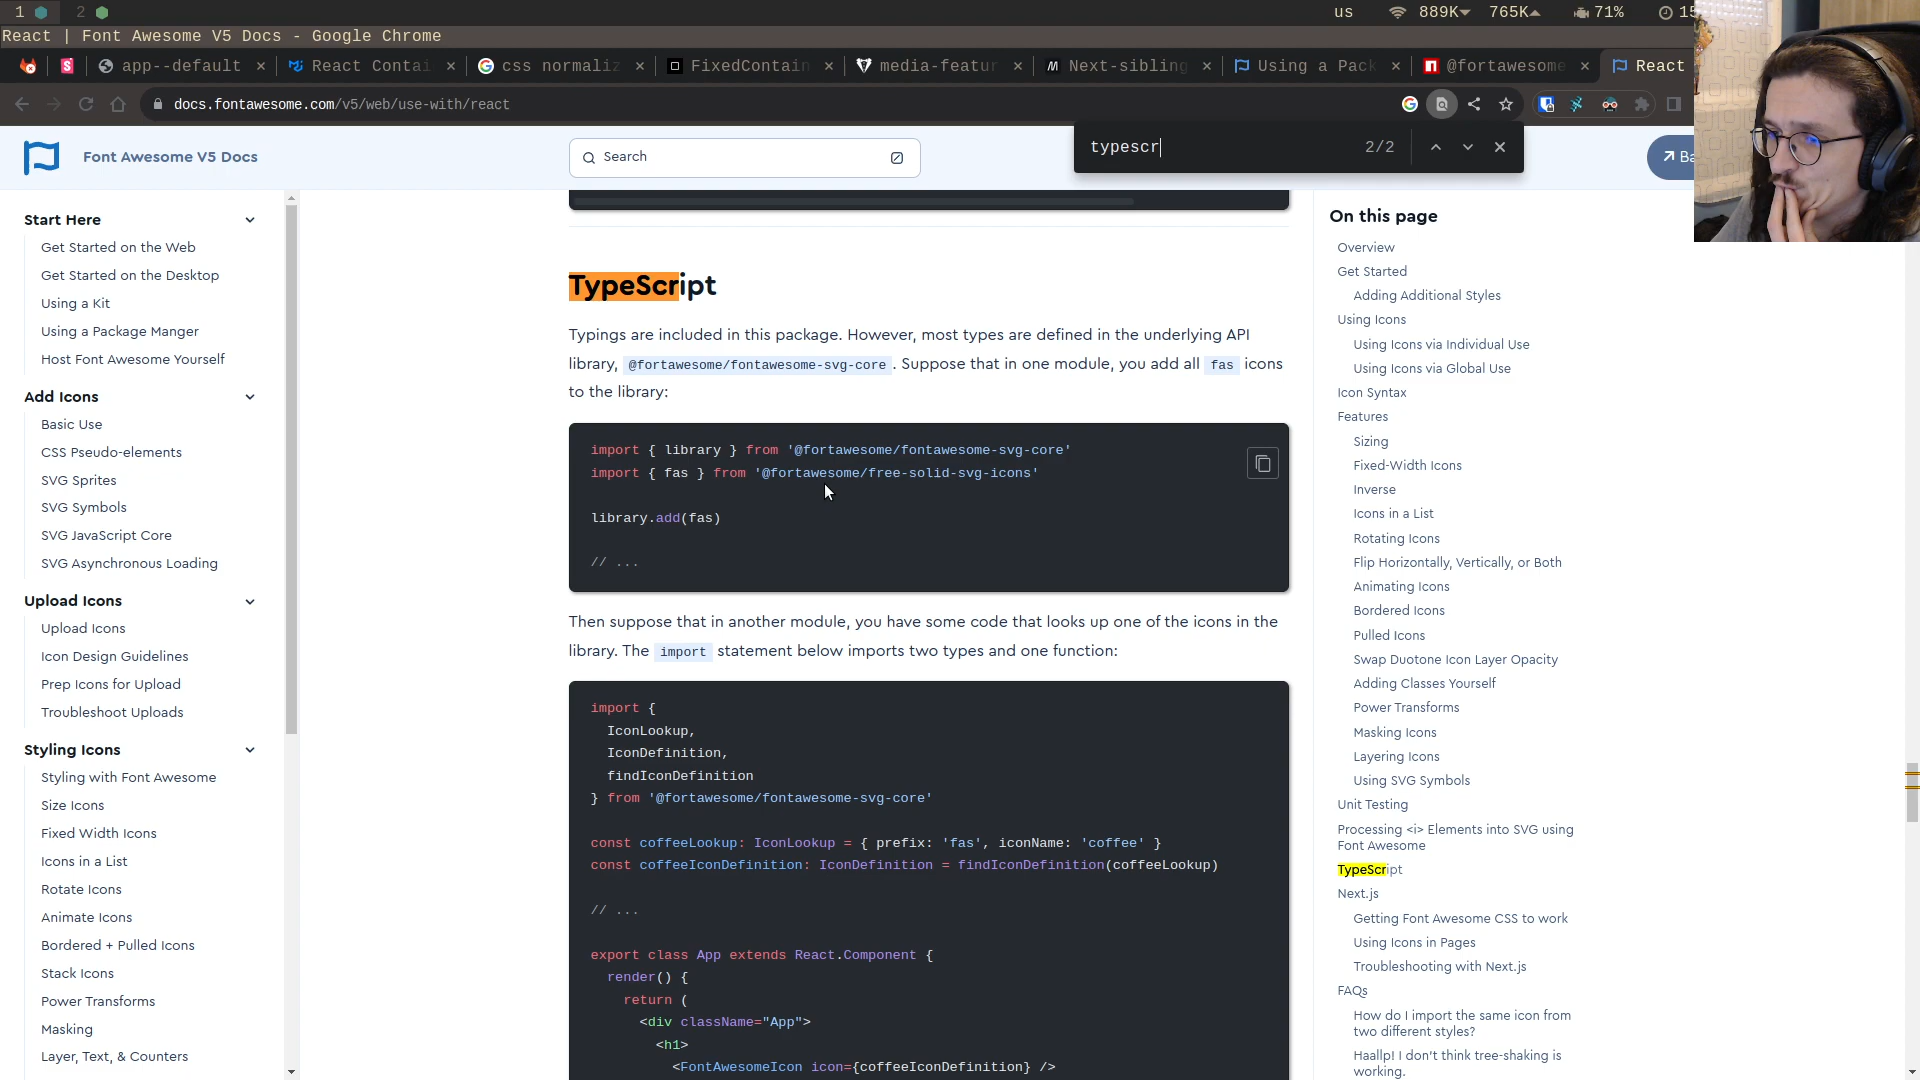 1 2 us 889K 765K 71% 15
React | Font Awesome V5 Docs - Google Chrome
app--default × React Contai × css normaliz × FixedContain × media-featur × Next-sibling × Using a Pack × @fortawesome × React
docs.fontawesome.com/v5/web/use-with/react
typescr 2/2
Font Awesome V5 Docs
Search
Ba
Start Here
Get Started on the Web
Get Started on the Desktop
Using a Kit
Using a Package Manger
Host Font Awesome Yourself
Add Icons
Basic Use
CSS Pseudo-elements
SVG Sprites
SVG Symbols
SVG JavaScript Core
SVG Asynchronous Loading
Upload Icons
Upload Icons
Icon Design Guidelines
Prep Icons for Upload
Troubleshoot Uploads
Styling Icons
Styling with Font Awesome
Size Icons
Fixed Width Icons
Icons in a List
Rotate Icons
Animate Icons
Bordered + Pulled Icons
Stack Icons
Power Transforms
Masking
Layer, Text, & Counters
TypeScript
Typings are included in this package. However, most types are defined in the underlying API
library, @fortawesome/fontawesome-svg-core. Suppose that in one module, you add all fas icons
to the library:
import { library } from '@fortawesome/fontawesome-svg-core'
import { fas } from '@fortawesome/free-solid-svg-icons'
library.add(fas)
// ...
Then suppose that in another module, you have some code that looks up one of the icons in the
library. The import statement below imports two types and one function:
import {
IconLookup,
IconDefinition,
findIconDefinition
} from '@fortawesome/fontawesome-svg-core'
const coffeeLookup: IconLookup = { prefix: 'fas', iconName: 'coffee' }
const coffeeIconDefinition: IconDefinition = findIconDefinition(coffeeLookup)
// ...
export class App extends React.Component {
render() {
return (
<div className="App">
<h1>
<FontAwesomeIcon icon={coffeeIconDefinition} />
On this page
Overview
Get Started
Adding Additional Styles
Using Icons
Using Icons via Individual Use
Using Icons via Global Use
Icon Syntax
Features
Sizing
Fixed-Width Icons
Inverse
Icons in a List
Rotating Icons
Flip Horizontally, Vertically, or Both
Animating Icons
Bordered Icons
Pulled Icons
Swap Duotone Icon Layer Opacity
Adding Classes Yourself
Power Transforms
Masking Icons
Layering Icons
Using SVG Symbols
Unit Testing
Processing <i> Elements into SVG using
Font Awesome
TypeScript
Next.js
Getting Font Awesome CSS to work
Using Icons in Pages
Troubleshooting with Next.js
FAQs
How do I import the same icon from
two different styles?
Haallp! I don't think tree-shaking is
working.